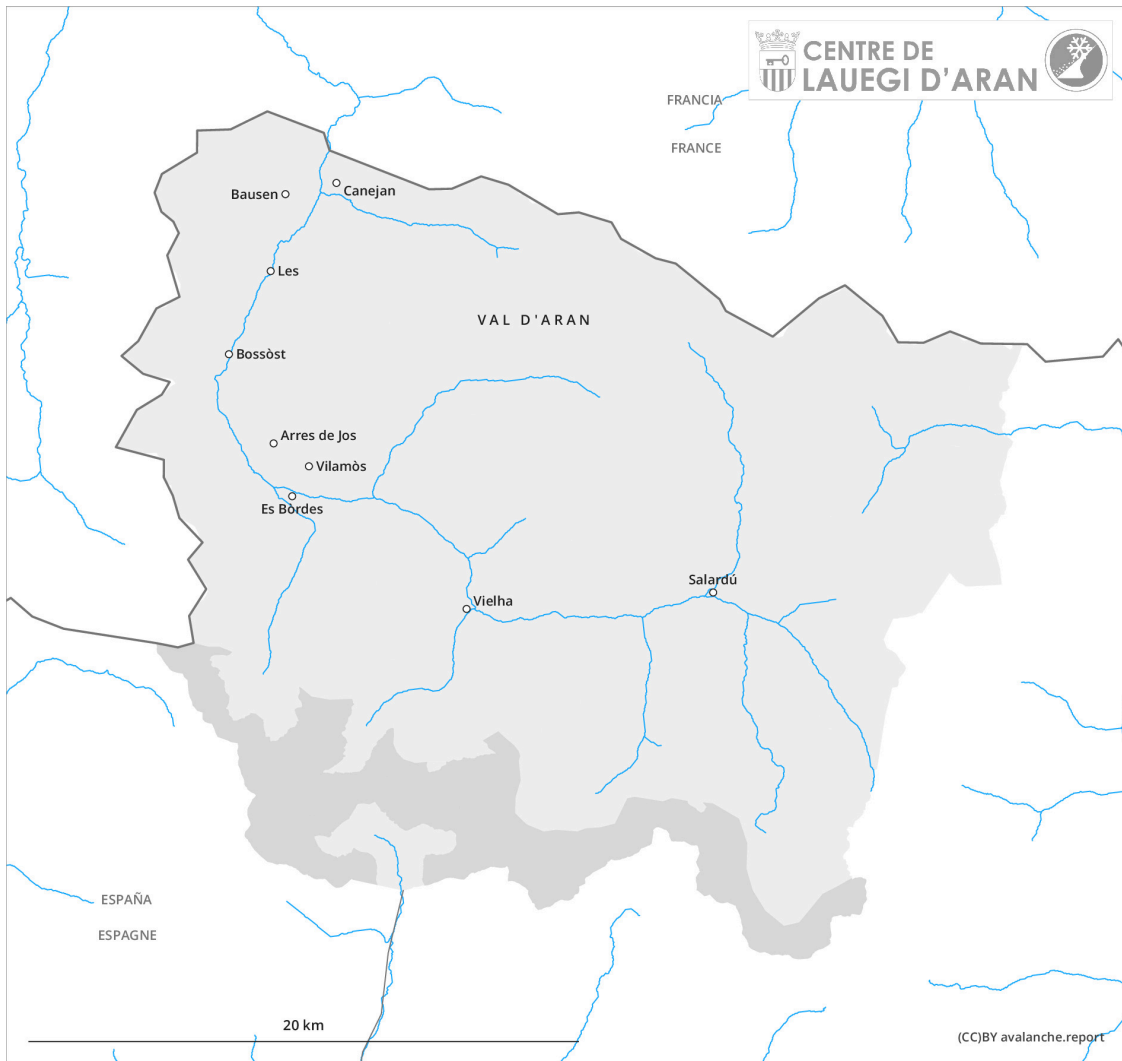 CENTRE DE
LAUEGI D'ARAN
FRANCIA
FRANCE
Bausen
Canejan
Les
VAL D'ARAN
Bossòst
Arres de Jos
Vilamòs
Es Bòrdes
Salardú
Vielha
ESPAÑA
ESPAGNE
20 km
(CC)BY avalanche.report